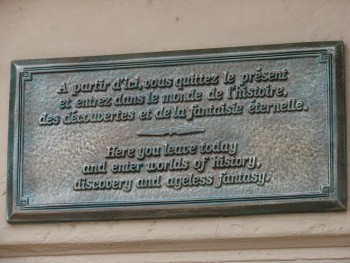 A partir d'ici, vous quittez le présent
et entrez dans le monde de l'histoire,
des découvertes et de la fantaisie éternelle.
Here you leave today
and enter worlds of history,
discovery and ageless fantasy.